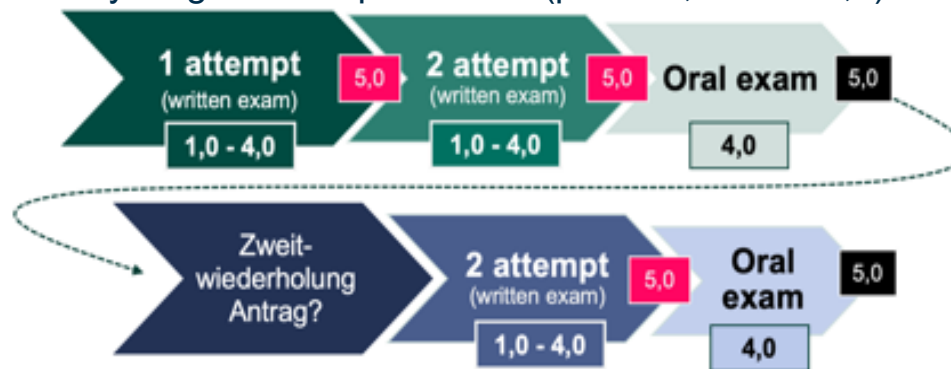 1 attempt
(written exam)
1,0 - 4,0
5,0
2 attempt
(written exam)
1,0 - 4,0
5,0
Oral exam
4,0
5,0
Zweit-
wiederholung
Antrag?
2 attempt
(written exam)
1,0 - 4,0
5,0
Oral
exam
4,0
5,0